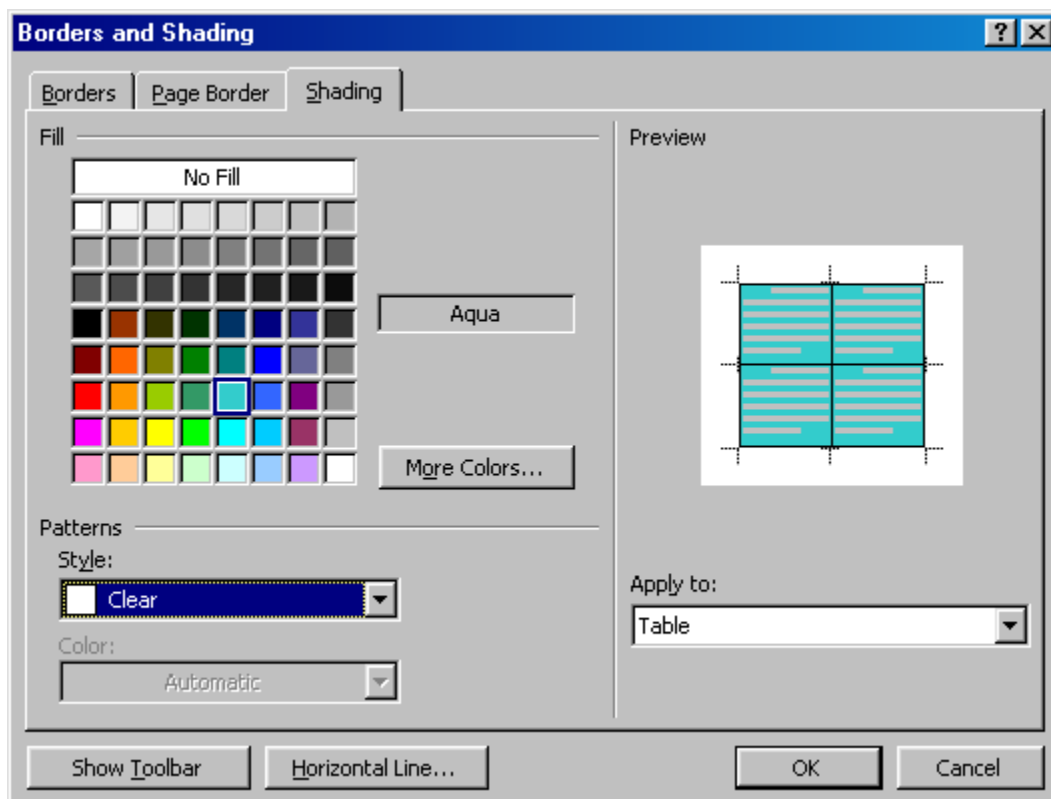 Borders and Shading
Borders
Page Border
Shading
Fill
No Fill
Aqua
More Colors...
Patterns
Style:
Clear
Color:
Automatic
Preview
Apply to:
Table
Show Toolbar
Horizontal Line...
OK
Cancel